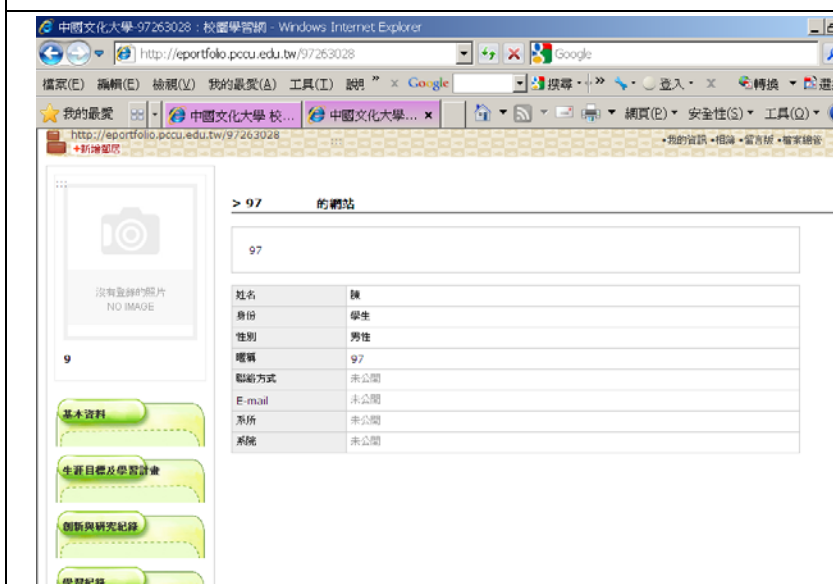 中國文化大學-97263028 : 校園學習網 - Windows Internet Explorer
http://eportfolio.pccu.edu.tw/97263028
Google
檔案(E) 編輯(E) 檢視(V) 我的最愛(A) 工具(I) 說明 » × Google 搜尋 » 登入 x 轉換
我的最愛 中國文化大學 校... 中國文化大學... × 網頁(P) 安全性(S) 工具(O)
http://eportfolio.pccu.edu.tw/97263028
+新增鄰居
•我的資訊 •相簿 •留言版 •檔案總管
> 97 的網站
97
沒有登錄的照片
NO IMAGE
9
姓名 陳
身份 學生
性別 男性
暱稱 97
聯絡方式 未公開
E-mail 未公開
系所 未公開
系院 未公開
基本資料
生涯目標及學習計畫
創新與研究紀錄
學習紀錄